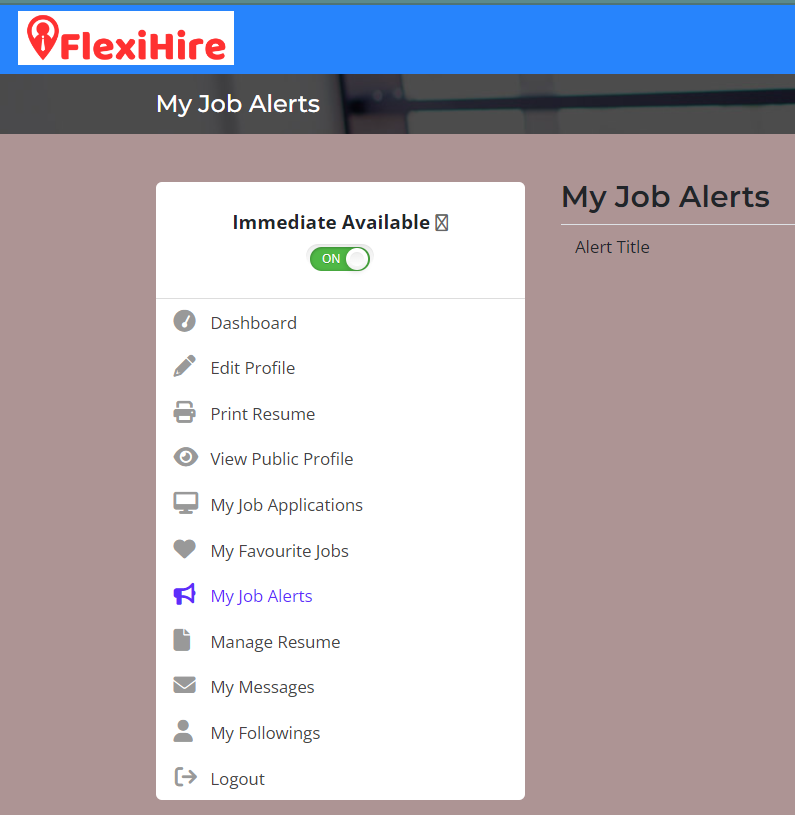 FlexiHire
My Job Alerts
Immediate Available
ON
Dashboard
Edit Profile
Print Resume
View Public Profile
My Job Applications
My Favourite Jobs
My Job Alerts
Manage Resume
My Messages
My Followings
Logout
My Job Alerts
Alert Title